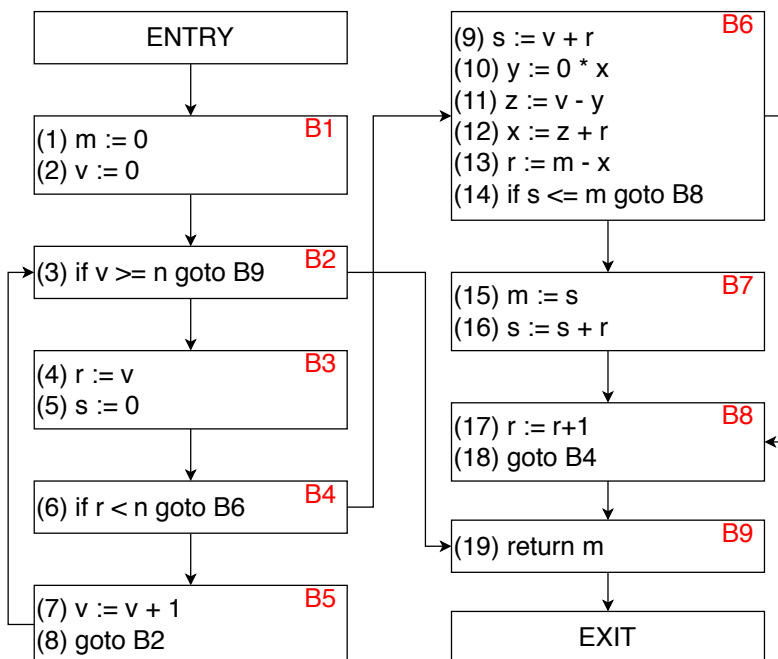 ENTRY
B1
(1) m := 0
(2) v := 0
(3) if v >= n goto B9
B2
B3
(4) r := v
(5) s := 0
(6) if r < n goto B6
B4
B5
(7) v := v + 1
(8) goto B2
B6
(9) s := v + r
(10) y := 0 * x
(11) z := v - y
(12) x := z + r
(13) r := m - x
(14) if s <= m goto B8
B7
(15) m := s
(16) s := s + r
B8
(17) r := r+1
(18) goto B4
B9
(19) return m
EXIT